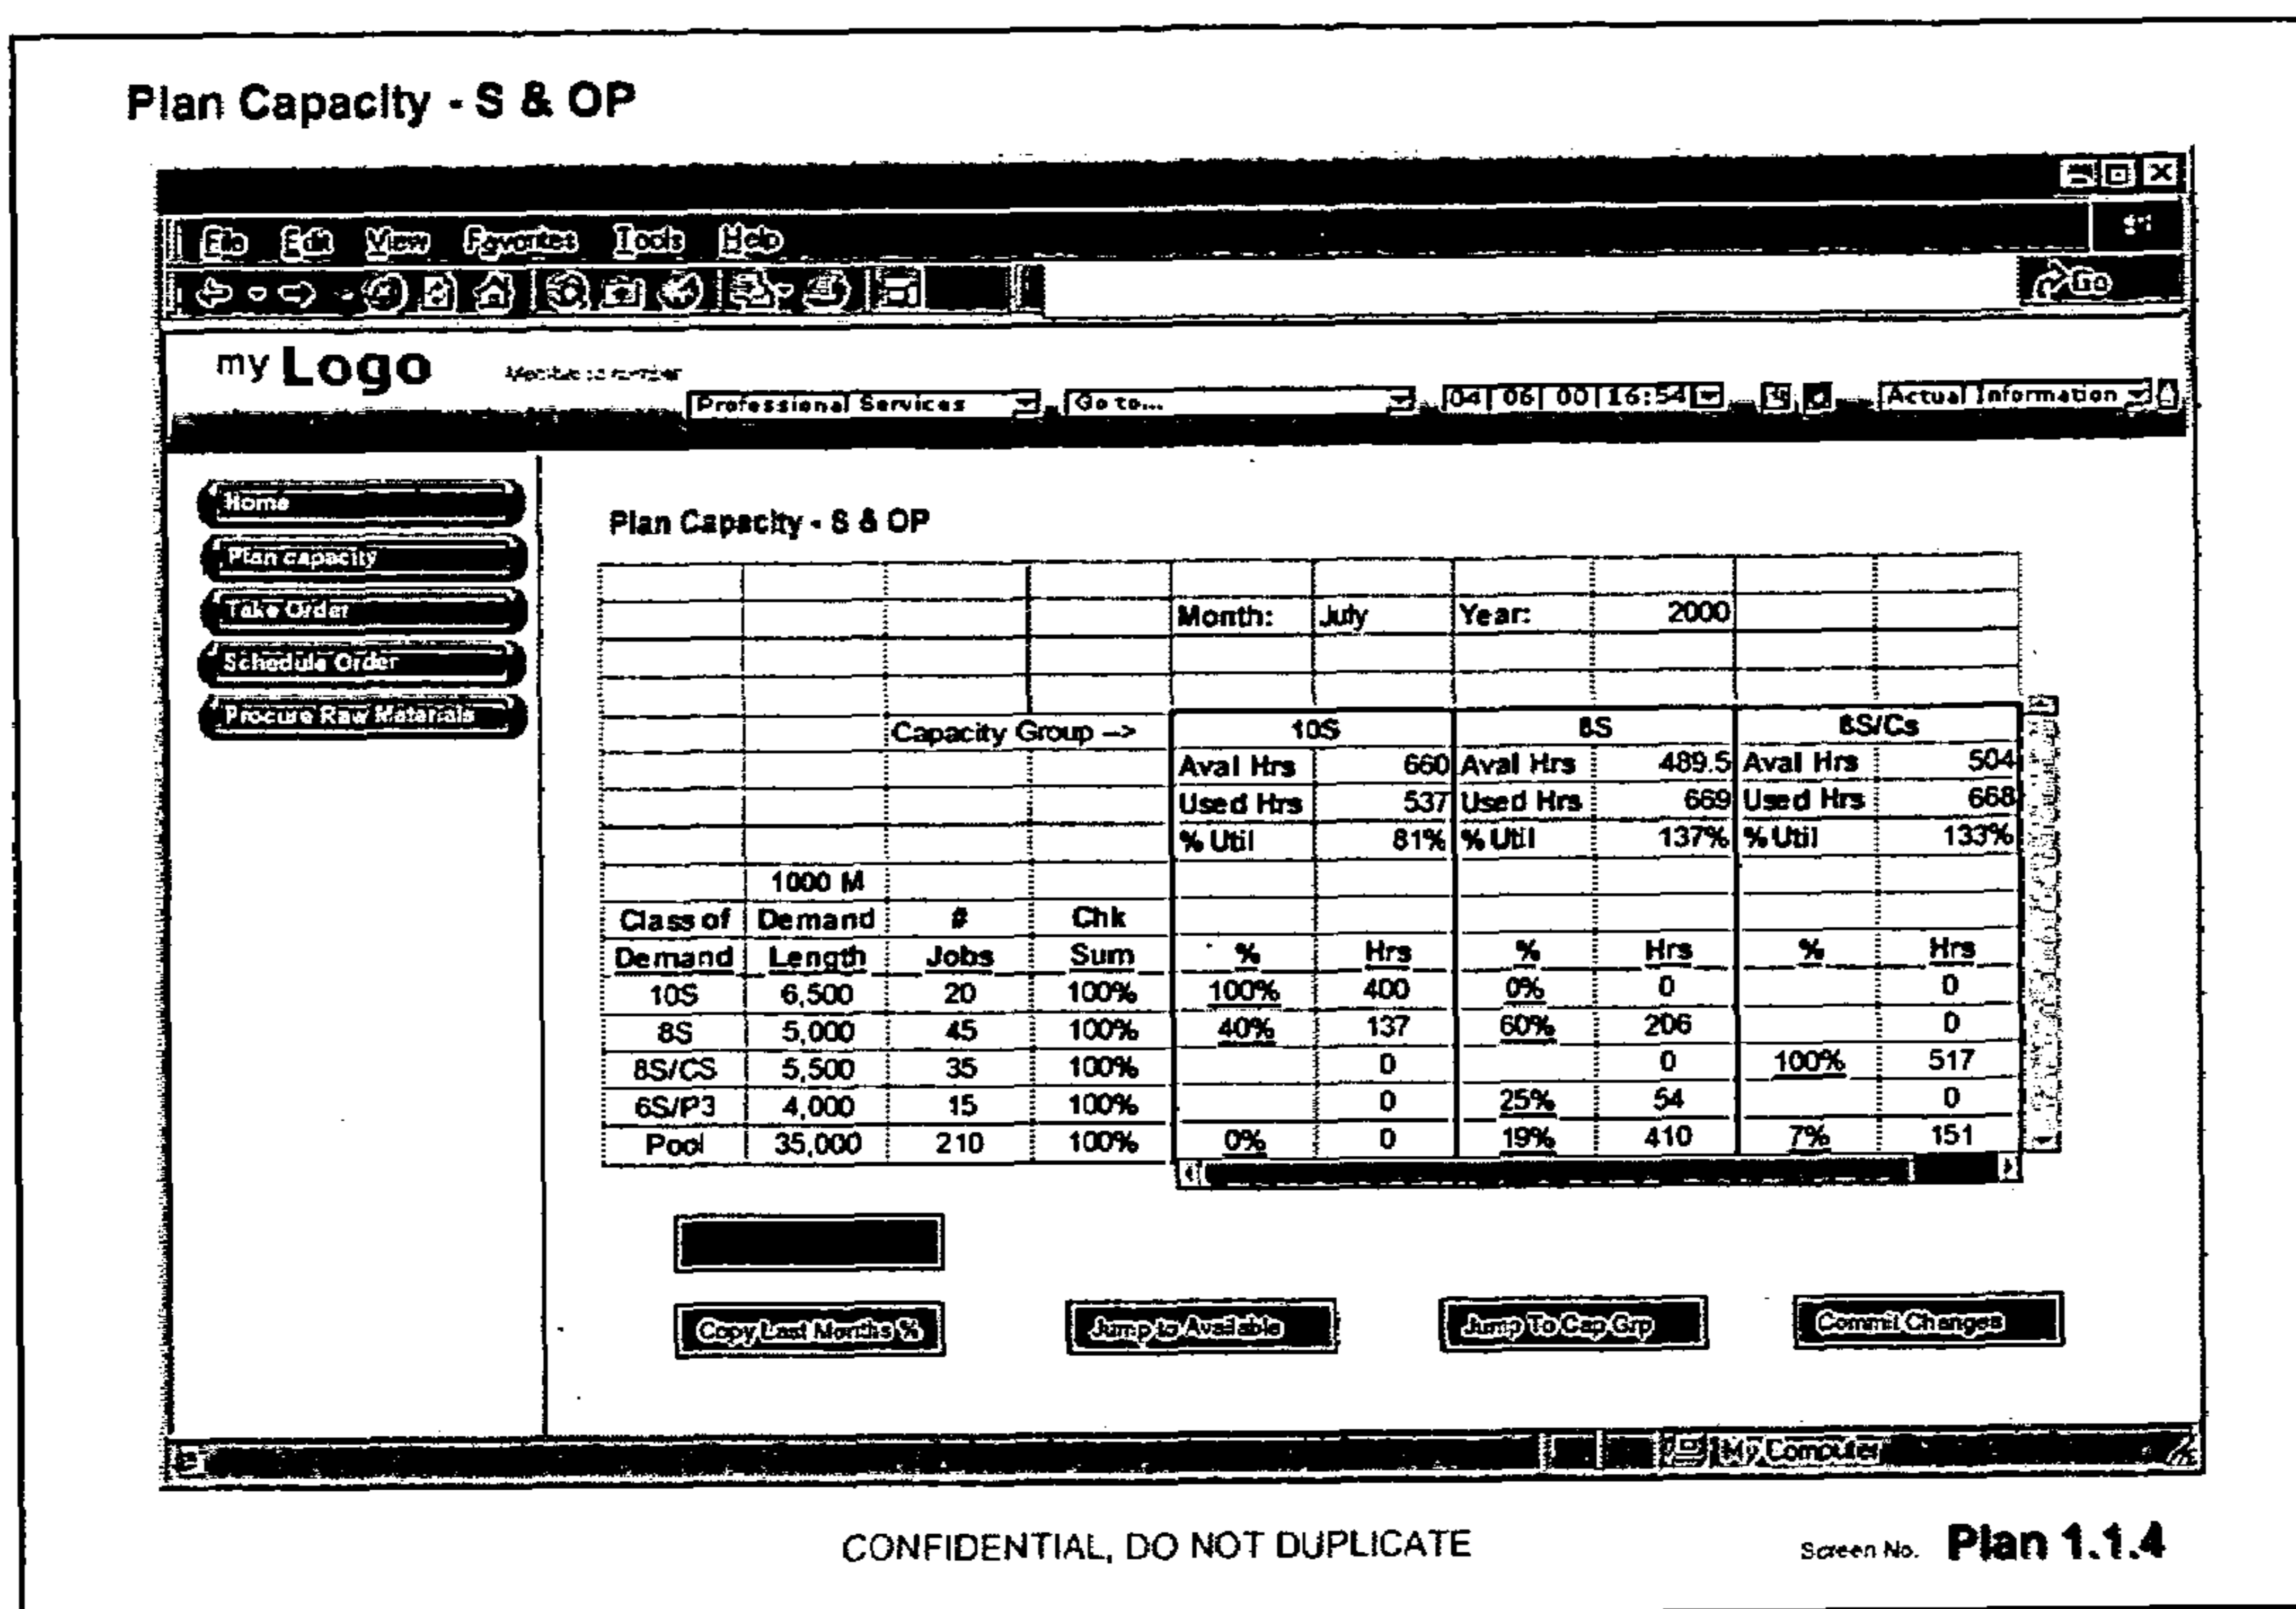 Plan Capacity - S & OP
File Edit View Favorites Tools Help
Go
my Logo
Professional Services Go to... 04 06 00 16:54 Actual Information
Home
Plan capacity
Take Order
Schedule Order
Procure Raw Materials
Plan Capacity - S & OP
Month: July Year: 2000
Capacity Group --> 10S 8S 8S/Cs
Aval Hrs 660 Aval Hrs 489.5 Aval Hrs 504
Used Hrs 537 Used Hrs 669 Used Hrs 668
% Util 81% % Util 137% % Util 133%
1000 M
Class of Demand # Chk
Demand Length Jobs Sum % Hrs % Hrs % Hrs
10S 6,500 20 100% 100% 400 0% 0 0
8S 5,000 45 100% 40% 137 60% 206 0
8S/CS 5,500 35 100% 0 0 100% 517
6S/P3 4,000 15 100% 0 25% 54 0
Pool 35,000 210 100% 0% 0 19% 410 7% 151
Copy Last Months % Jump to Available Jump To Cap Grp Commit Changes
My Computer
CONFIDENTIAL, DO NOT DUPLICATE
Screen No. Plan 1.1.4